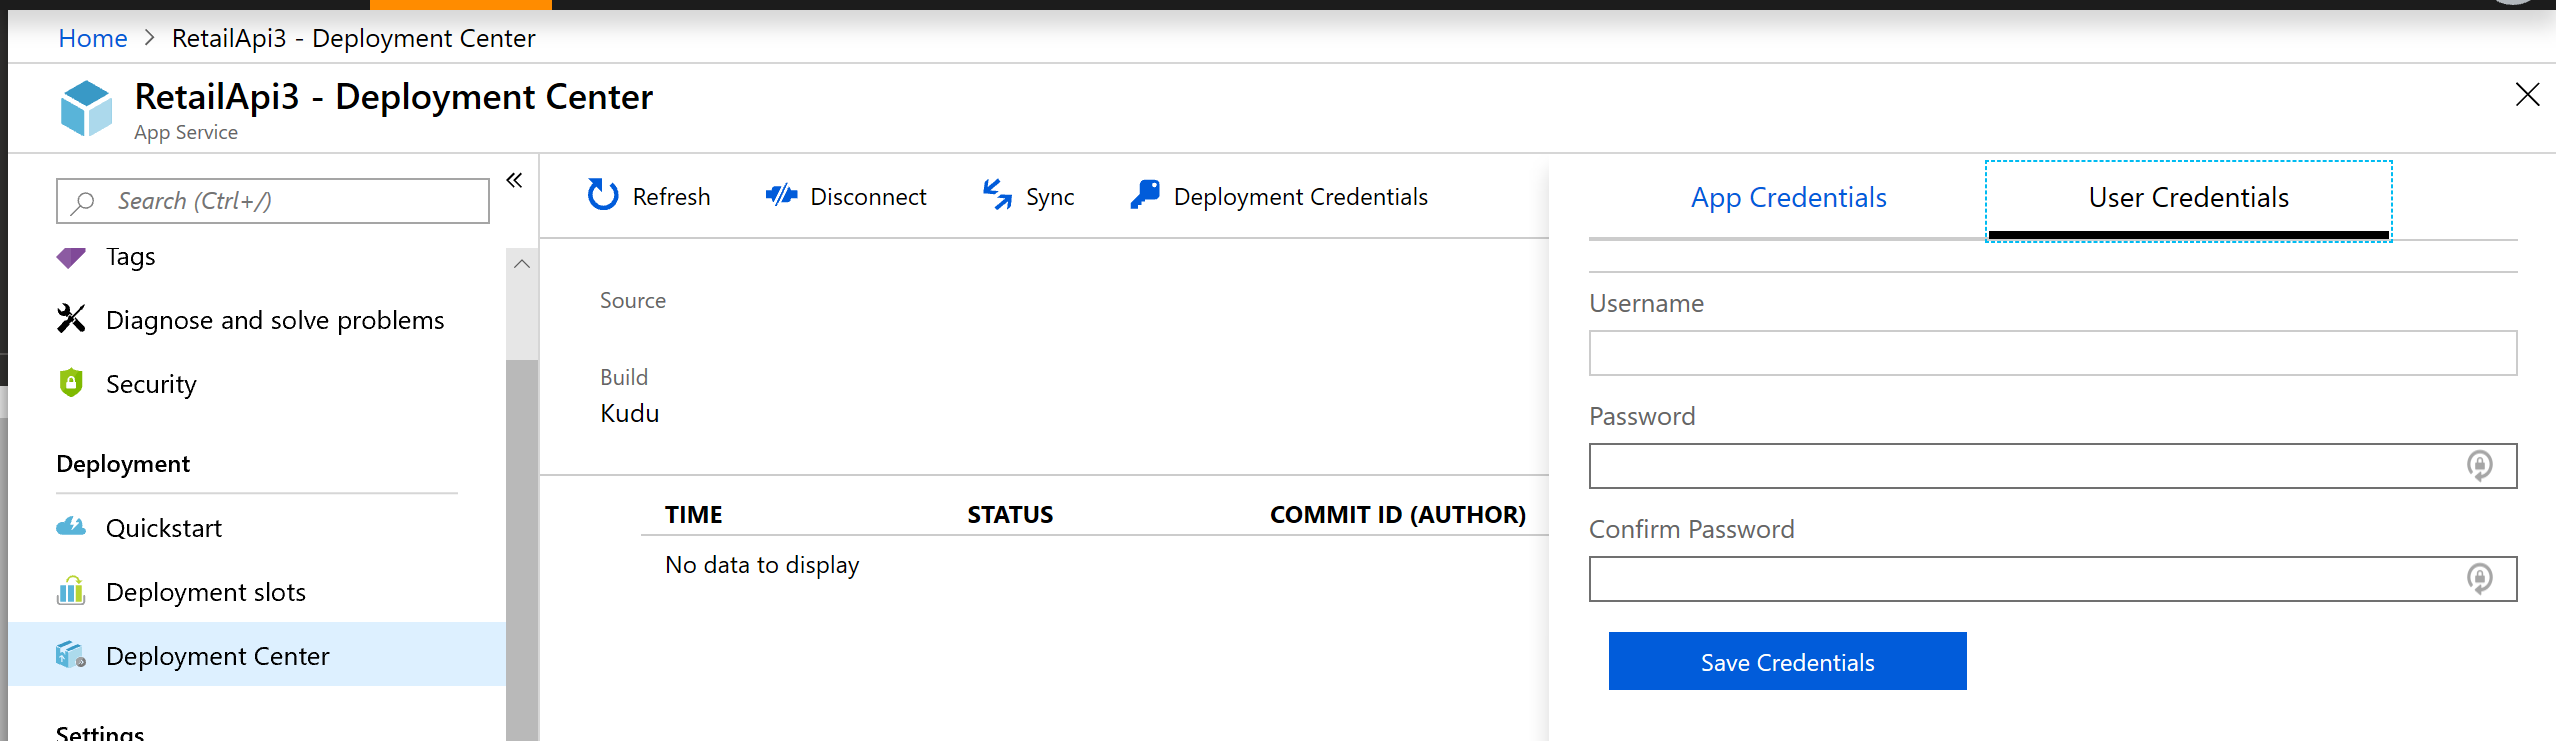 Home > RetailApi3 - Deployment Center
RetailApi3 - Deployment Center
App Service
Search (Ctrl+/)
«
Tags
Diagnose and solve problems
Security
Deployment
Quickstart
Deployment slots
Deployment Center
Settings
Refresh Disconnect Sync Deployment Credentials
Source
Build
Kudu
TIME STATUS COMMIT ID (AUTHOR)
No data to display
App Credentials User Credentials
Username
Password
Confirm Password
Save Credentials